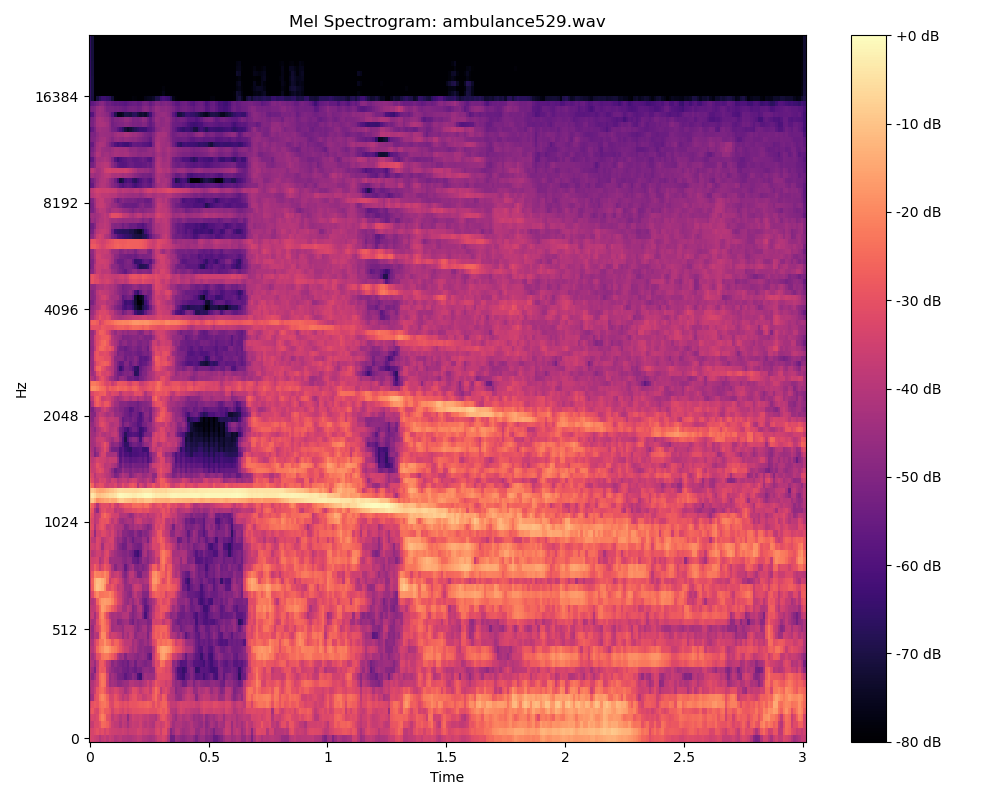 Mel Spectrogram: ambulance529.wav
+0 dB
16384
-10 dB
-20 dB
8192
-30 dB
4096
Hz
-40 dB
2048
-50 dB
1024
-60 dB
512
-70 dB
0
-80 dB
0 0.5 1 1.5 2 2.5 3
Time